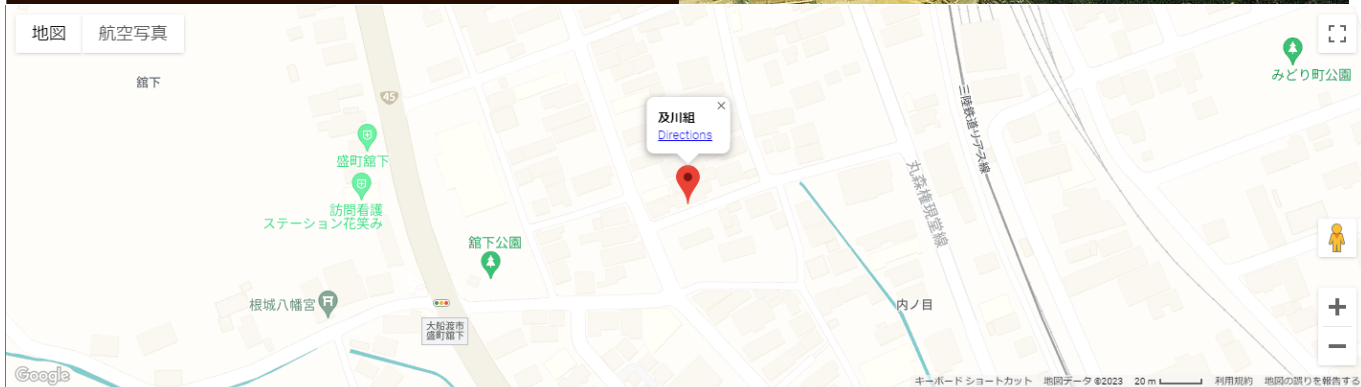 地図 航空写真
舘下
45
盛町舘下
訪問看護
ステーション花笑み
舘下公園
根城八幡宮
大船渡市
盛町舘下
及川組
Directions
三陸鉄道リアス線
丸森権現堂線
内ノ目
みどり町公園
Google
キーボード ショートカット 地図データ ©2023 20 m 利用規約 地図の誤りを報告する